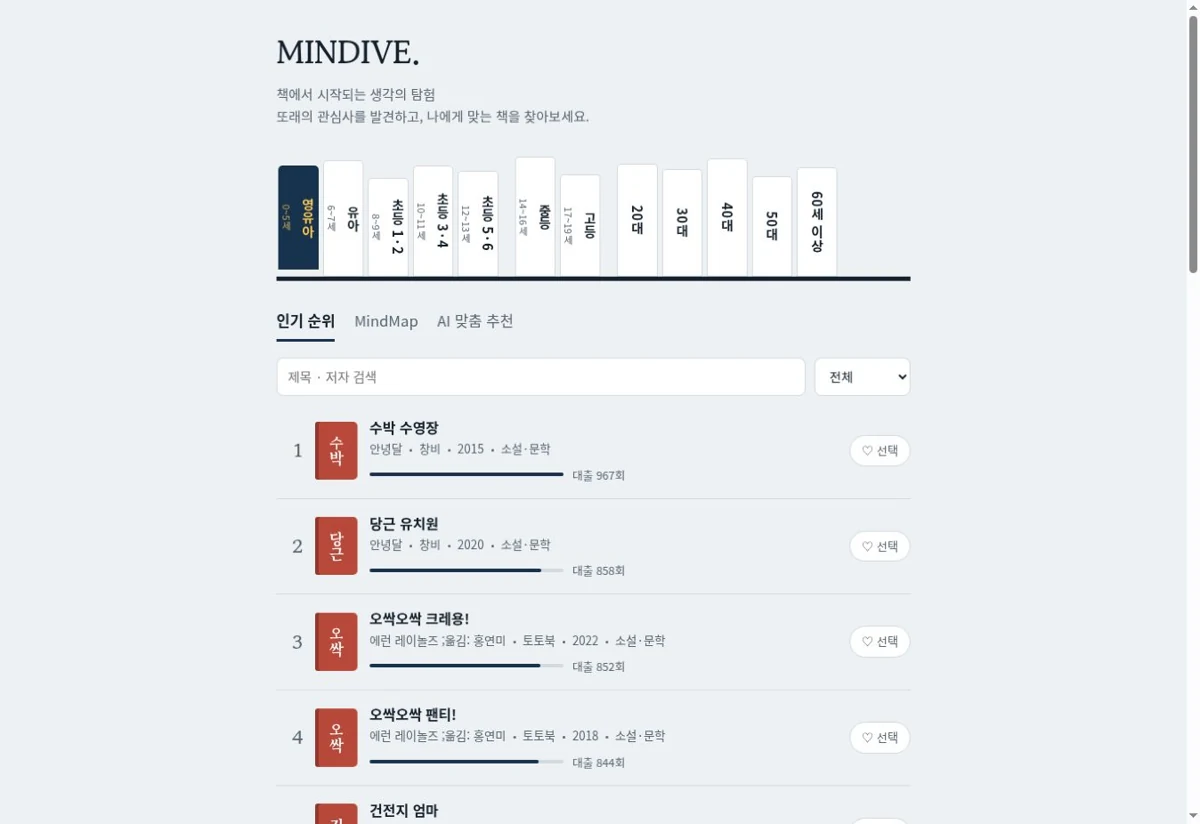 MINDIVE.
책에서 시작되는 생각의 탐험
또래의 관심사를 발견하고, 나에게 맞는 책을 찾아보세요.
영유아
0~5세
유아
6~7세
초등 1·2
8~9세
초등 3·4
10~11세
초등 5·6
12~13세
중등
14~16세
고등
17~19세
20대
30대
40대
50대
60세 이상
인기 순위 MindMap AI 맞춤 추천
제목 · 저자 검색 전체
1
수박
수박 수영장
안녕달 • 창비 • 2015 • 소설·문학
대출 967회
♡ 선택
2
당근
당근 유치원
안녕달 • 창비 • 2020 • 소설·문학
대출 858회
♡ 선택
3
오싹
오싹오싹 크레용!
에런 레이놀즈 ;옮김: 홍연미 • 토토북 • 2022 • 소설·문학
대출 852회
♡ 선택
4
오싹
오싹오싹 팬티!
에런 레이놀즈 ;옮김: 홍연미 • 토토북 • 2018 • 소설·문학
대출 844회
♡ 선택
건전지 엄마